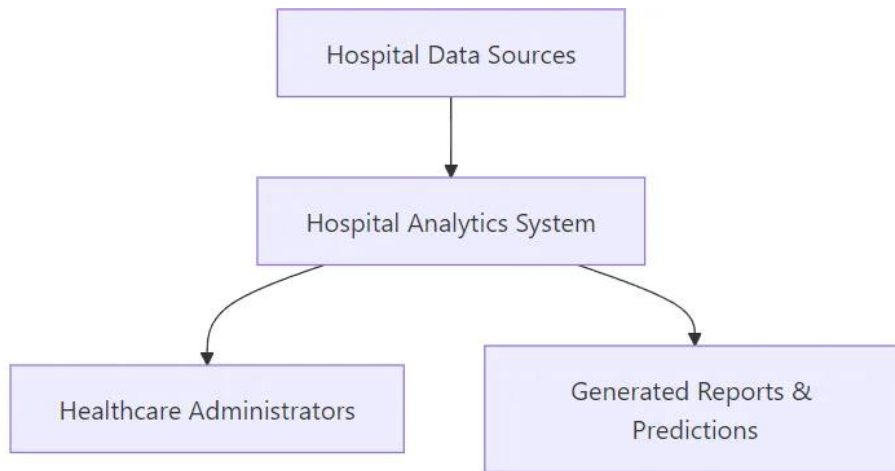 Hospital Data Sources
Hospital Analytics System
Healthcare Administrators
Generated Reports &
Predictions